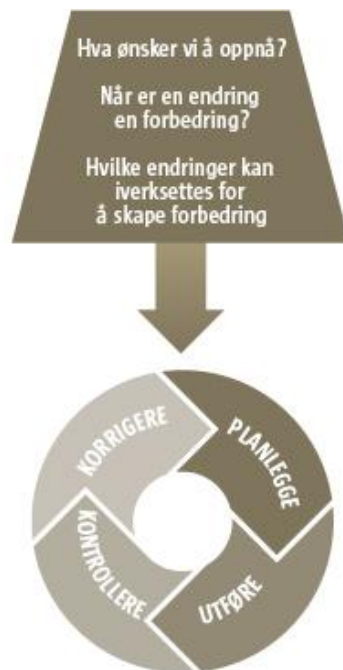 Hva ønsker vi å oppnå?
Når er en endring
en forbedring?
Hvilke endringer kan
iverksettes for
å skape forbedring
PLANLEGGE
UTFØRE
KONTROLLERE
KORRIGERE